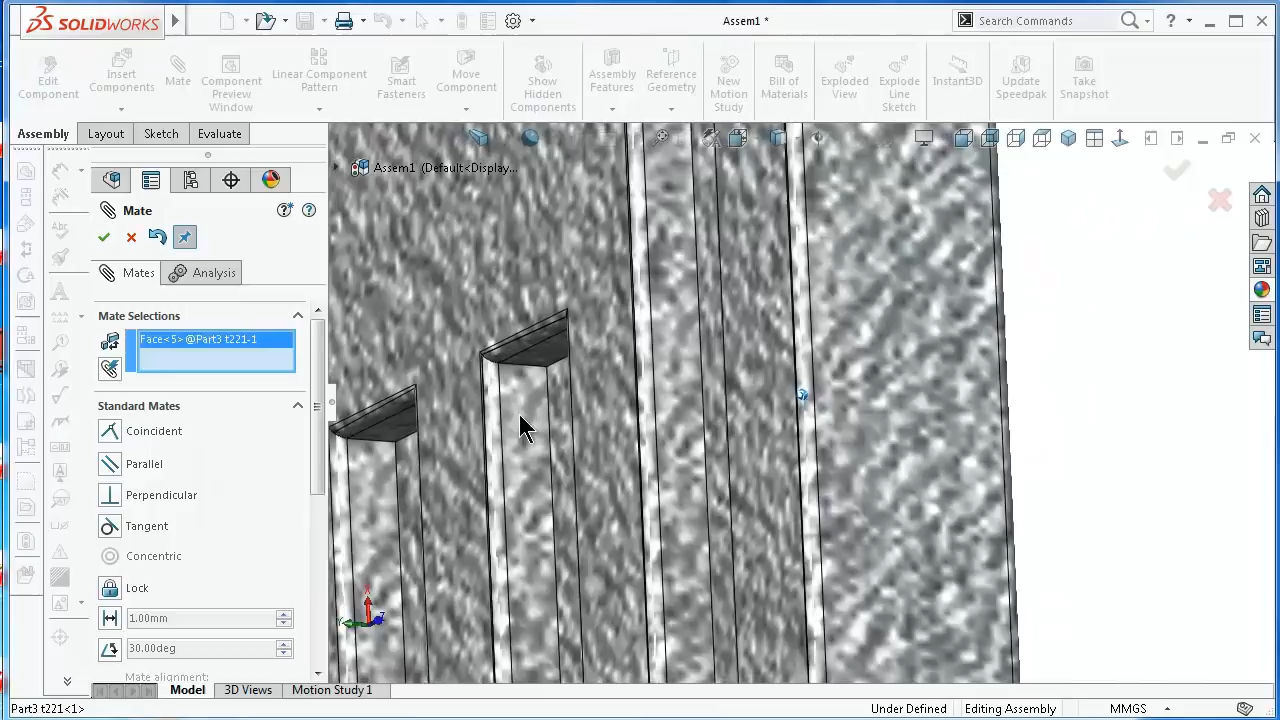 SOLIDWORKS
Assem1 *
Search Commands
Edit Component
Insert Components
Mate
Component Preview Window
Linear Component Pattern
Smart Fasteners
Move Component
Show Hidden Components
Assembly Features
Reference Geometry
New Motion Study
Bill of Materials
Exploded View
Explode Line Sketch
Instant3D
Update Speedpak
Take Snapshot
Assembly
Layout
Sketch
Evaluate
Assem1 (Default<Display...
Mate
Mates
Analysis
Mate Selections
Face<5>@Part3 t221-1
Standard Mates
Coincident
Parallel
Perpendicular
Tangent
Concentric
Lock
1.00mm
30.00deg
Mate alignment:
Model
3D Views
Motion Study 1
Part3 t221<1>
Under Defined
Editing Assembly
MMGS